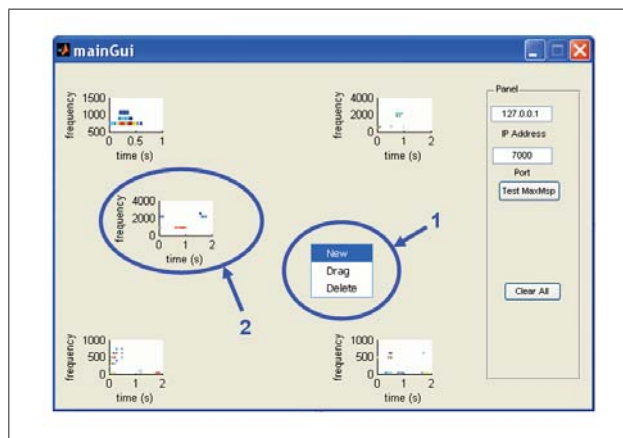 mainGui
1500
1000
500
frequency
0 0.5 1
time (s)
4000
2000
0
frequency
0 1 2
time (s)
Panel
127.0.0.1
IP Address
7000
Port
Test MaxMsp
Clear All
4000
2000
0
frequency
0 1 2
time (s)
2
1
New
Drag
Delete
1000
500
0
frequency
0 1 2
time (s)
1000
500
0
frequency
0 1 2
time (s)